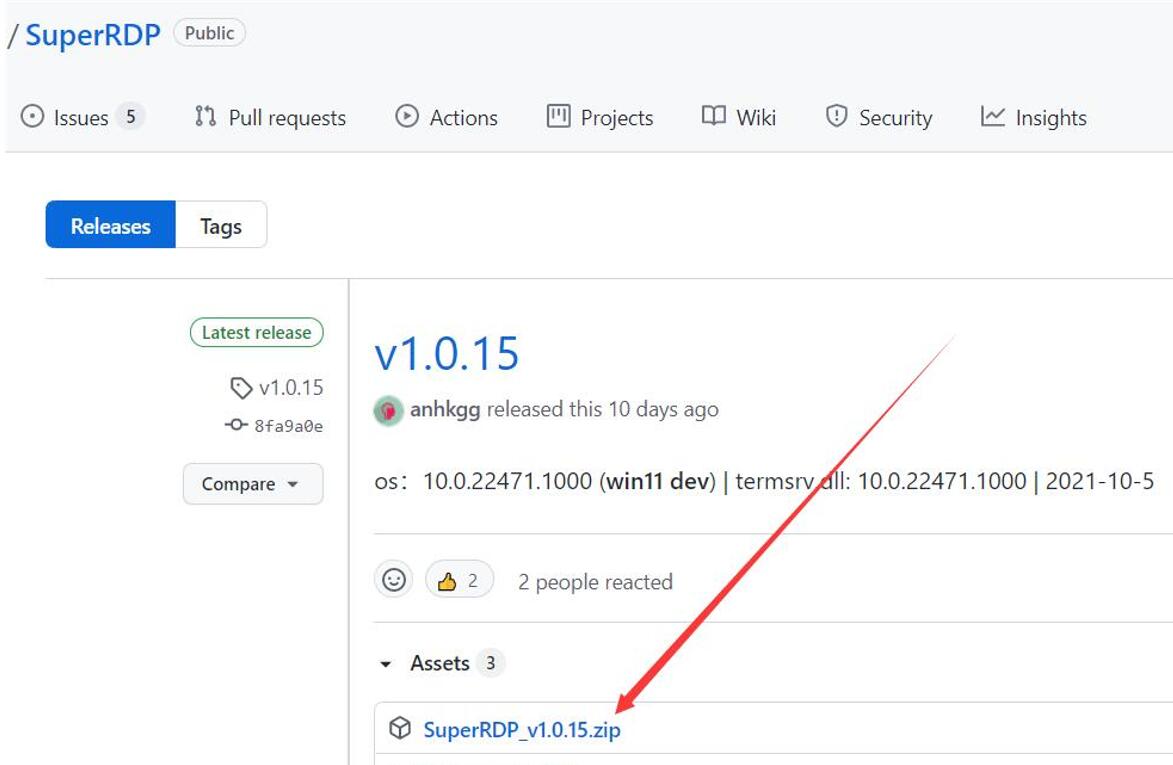 / SuperRDP Public
Issues 5 Pull requests Actions Projects Wiki Security Insights
Releases Tags
Latest release
v1.0.15
8fa9a0e
Compare
v1.0.15
anhkgg released this 10 days ago
os： 10.0.22471.1000 (win11 dev) | termsrv.dll: 10.0.22471.1000 | 2021-10-5
2
2 people reacted
Assets 3
SuperRDP_v1.0.15.zip